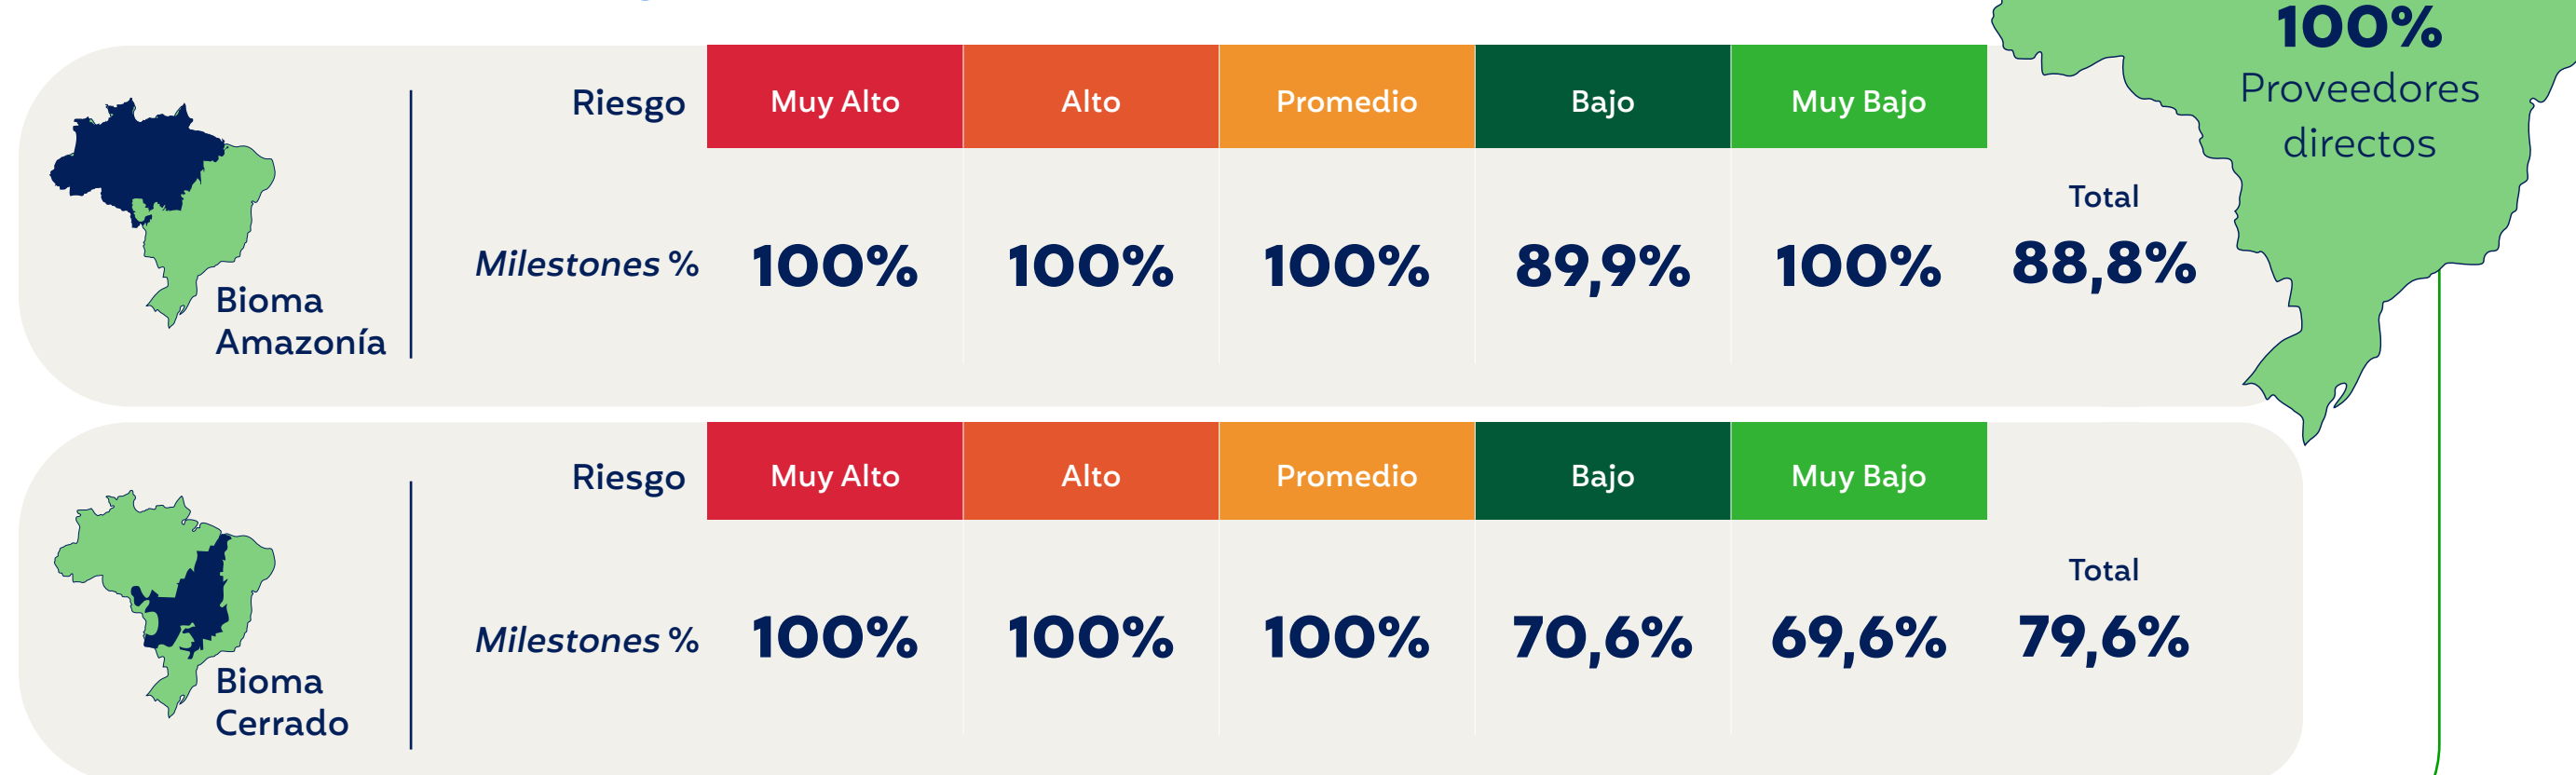 100%
Proveedores
directos
Riesgo Muy Alto Alto Promedio Bajo Muy Bajo
Total
Milestones % 100% 100% 100% 89,9% 100% 88,8%
Bioma
Amazonía
Riesgo Muy Alto Alto Promedio Bajo Muy Bajo
Total
Milestones % 100% 100% 100% 70,6% 69,6% 79,6%
Bioma
Cerrado